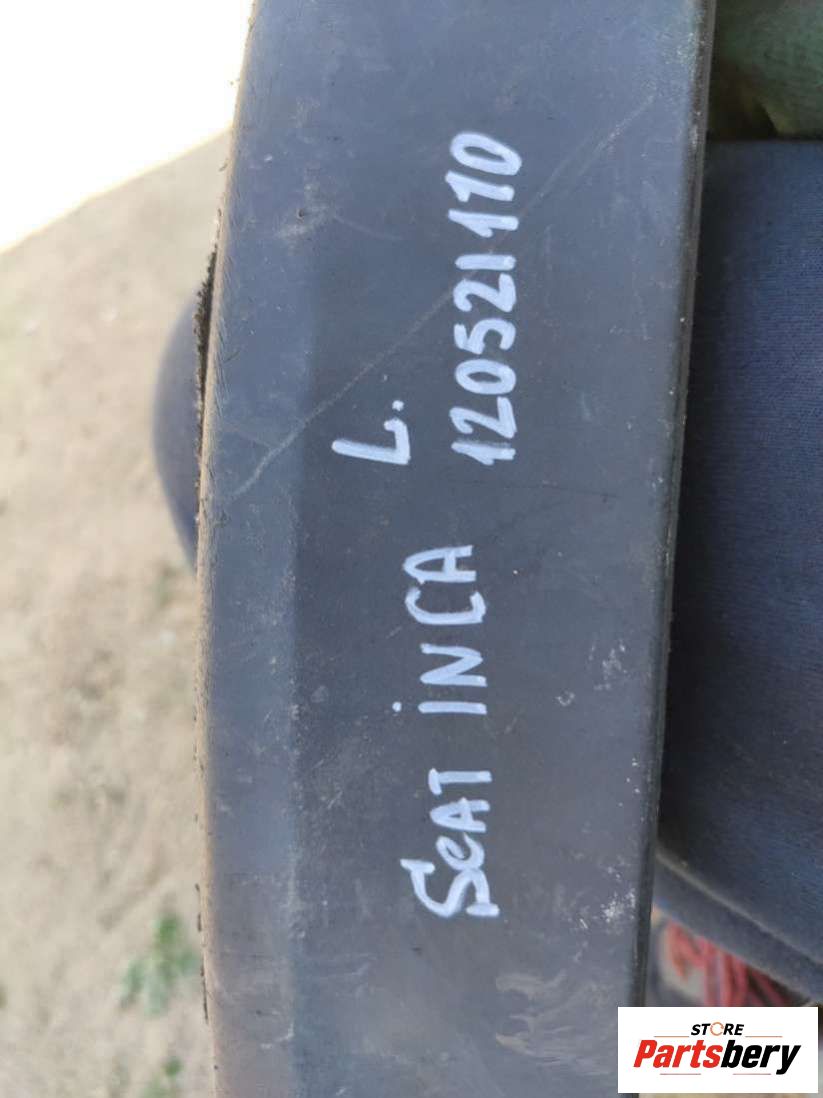 SEAT INCA L.
120521110
STORE
Partsbery